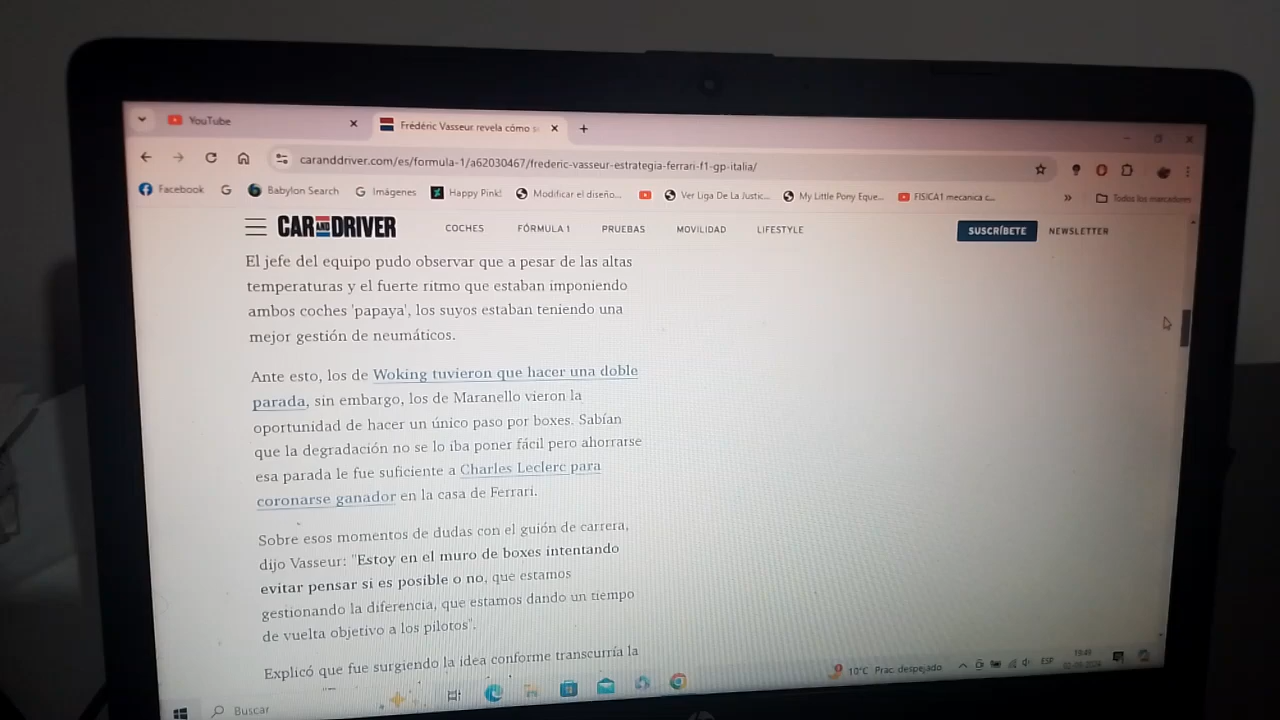 YouTube
Frédéric Vasseur revela cómo s
caranddriver.com/es/formula-1/a62030467/frederic-vasseur-estrategia-ferrari-f1-gp-italia/
Facebook
Babylon Search
Imágenes
Happy Pink!
Modificar el diseño...
Ver Liga De La Justic...
My Little Pony Eque...
FISICA1 mecanica c...
»
Todos los marcadores
CAR AND DRIVER
COCHES
FÓRMULA 1
PRUEBAS
MOVILIDAD
LIFESTYLE
SUSCRÍBETE
NEWSLETTER
El jefe del equipo pudo observar que a pesar de las altas
temperaturas y el fuerte ritmo que estaban imponiendo
ambos coches 'papaya', los suyos estaban teniendo una
mejor gestión de neumáticos.
Ante esto, los de Woking tuvieron que hacer una doble
parada, sin embargo, los de Maranello vieron la
oportunidad de hacer un único paso por boxes. Sabían
que la degradación no se lo iba poner fácil pero ahorrarse
esa parada le fue suficiente a Charles Leclerc para
coronarse ganador en la casa de Ferrari.
Sobre esos momentos de dudas con el guión de carrera,
dijo Vasseur: "Estoy en el muro de boxes intentando
evitar pensar si es posible o no, que estamos
gestionando la diferencia, que estamos dando un tiempo
de vuelta objetivo a los pilotos".
Explicó que fue surgiendo la idea conforme transcurría la
Buscar
10°C Prac. despejado
ESP